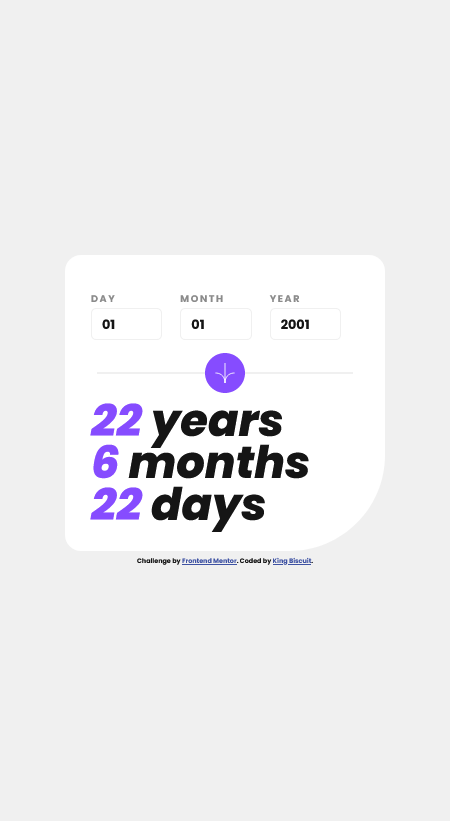 DAY MONTH YEAR
01 01 2001
22 years
6 months
22 days
Challenge by Frontend Mentor. Coded by King Biscuit.